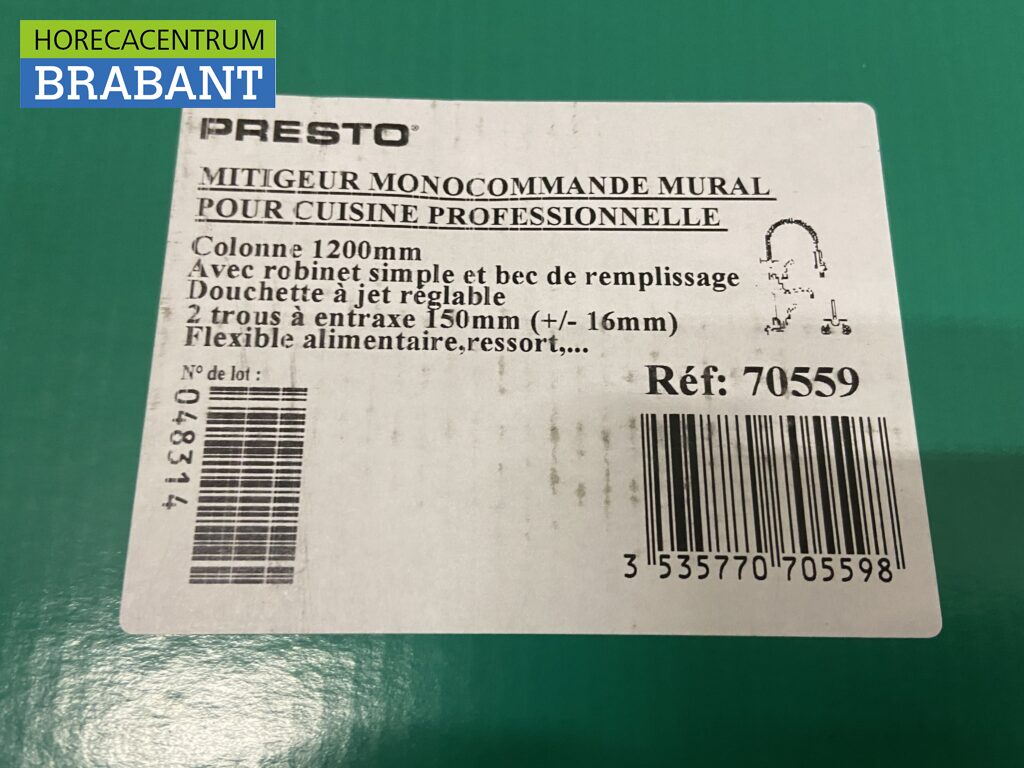 HORECACENTRUM
BRABANT
PRESTO®
MITIGEUR MONOCOMMANDE MURAL
POUR CUISINE PROFESSIONNELLE
Colonne 1200mm
Avec robinet simple et bec de remplissage
Douchette à jet réglable
2 trous à entraxe 150mm (+/- 16mm)
Flexible alimentaire,ressort,...
N° de lot :
048314
Réf: 70559
3 535770 705598